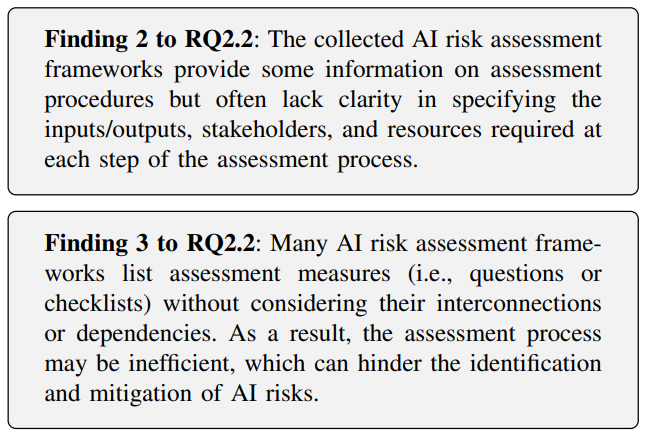 Finding 2 to RQ2.2: The collected AI risk assessment
frameworks provide some information on assessment
procedures but often lack clarity in specifying the
inputs/outputs, stakeholders, and resources required at
each step of the assessment process.
Finding 3 to RQ2.2: Many AI risk assessment frame-
works list assessment measures (i.e., questions or
checklists) without considering their interconnections
or dependencies. As a result, the assessment process
may be inefficient, which can hinder the identification
and mitigation of AI risks.